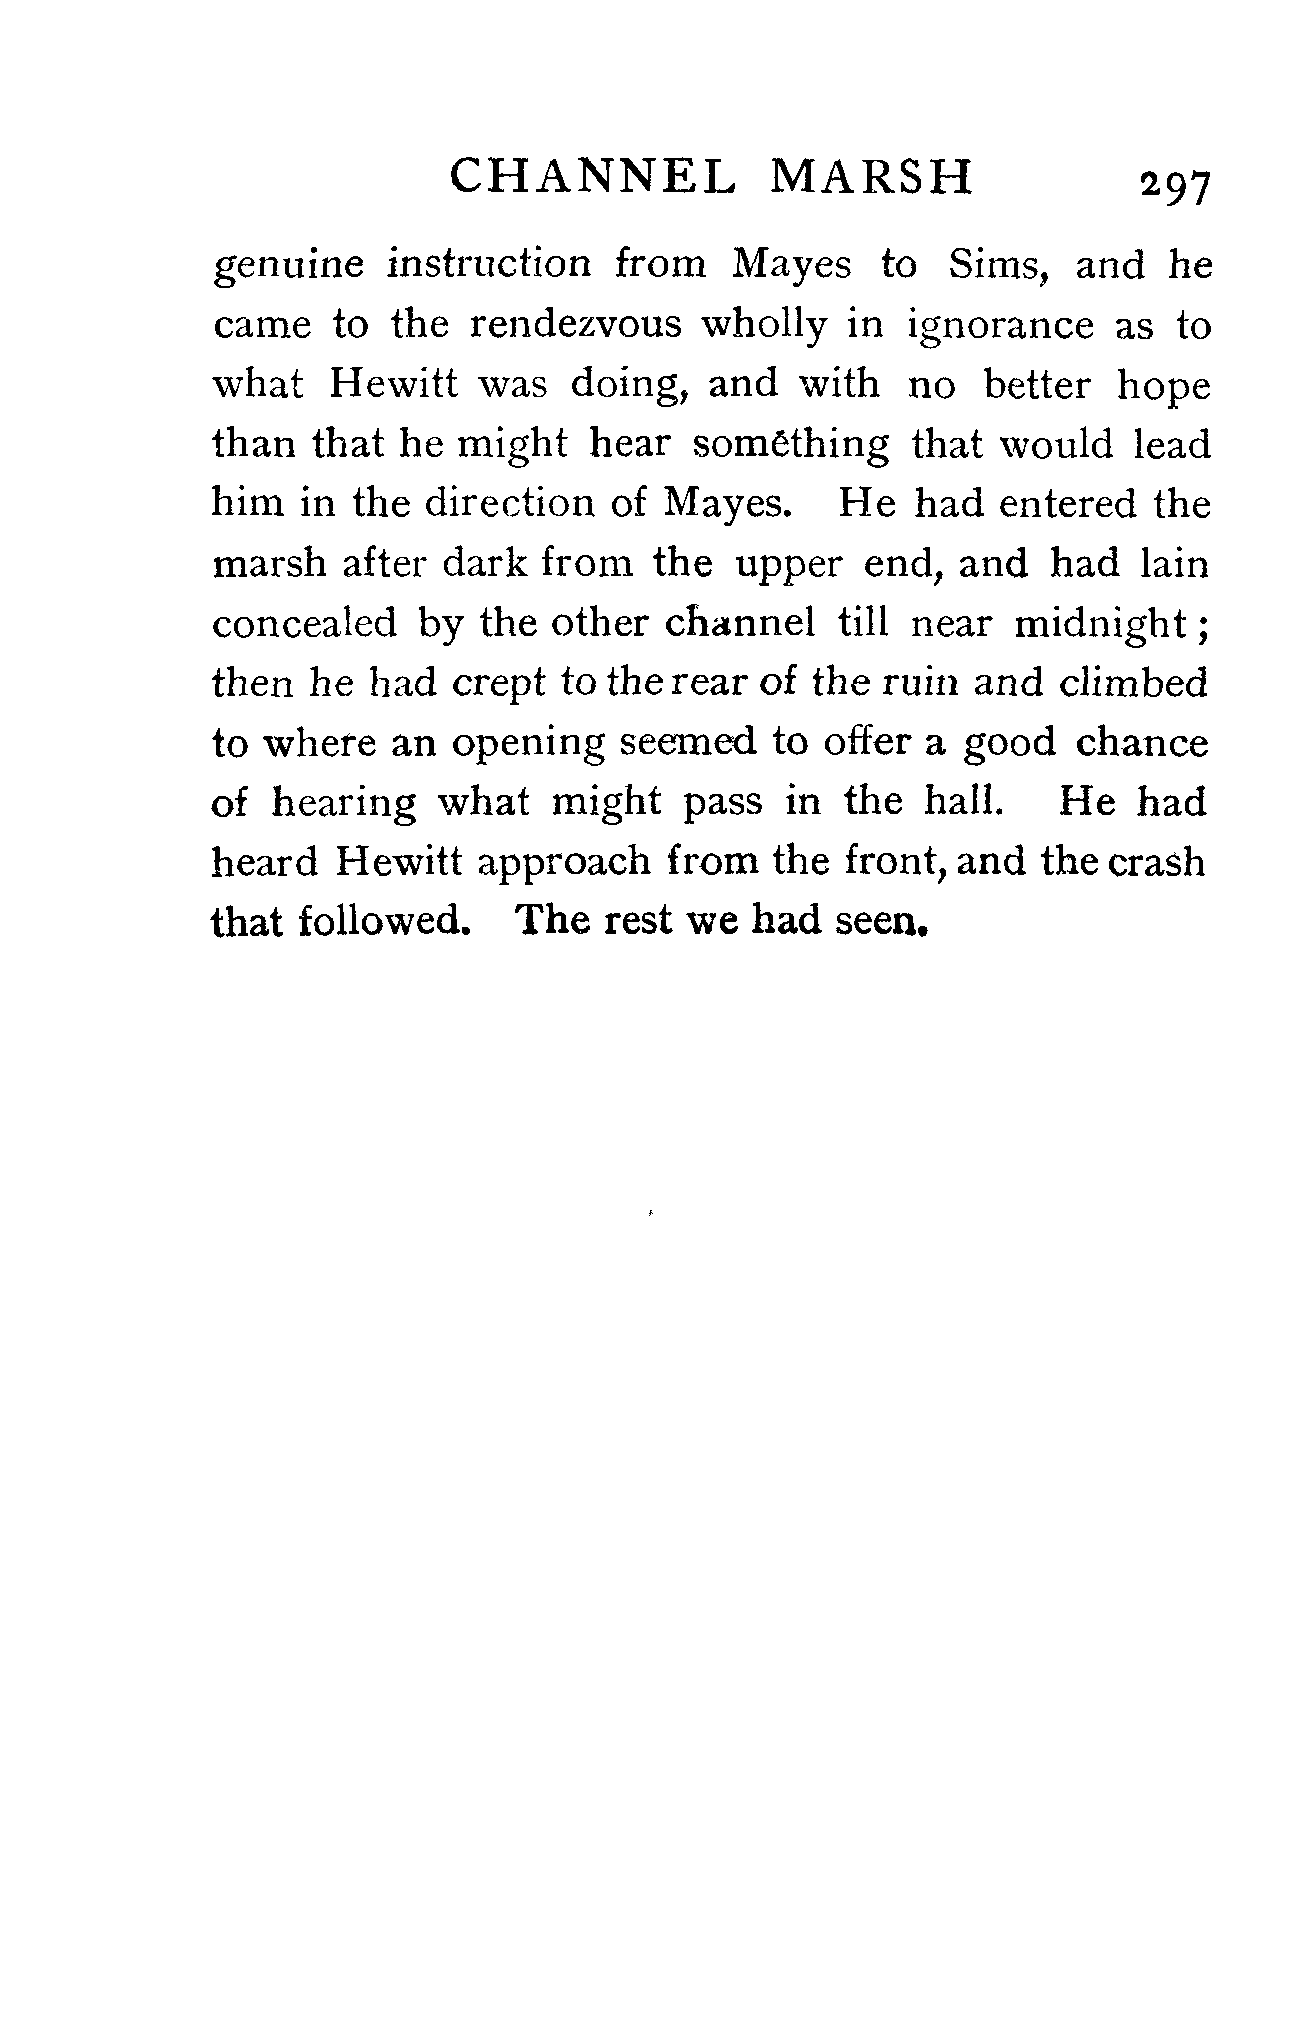 CHANNEL MARSH 297
genuine instruction from Mayes to Sims, and he
came to the rendezvous wholly in ignorance as to
what Hewitt was doing, and with no better hope
than that he might hear something that would lead
him in the direction of Mayes. He had entered the
marsh after dark from the upper end, and had lain
concealed by the other channel till near midnight ;
then he had crept to the rear of the ruin and climbed
to where an opening seemed to offer a good chance
of hearing what might pass in the hall. He had
heard Hewitt approach from the front, and the crash
that followed. The rest we had seen.